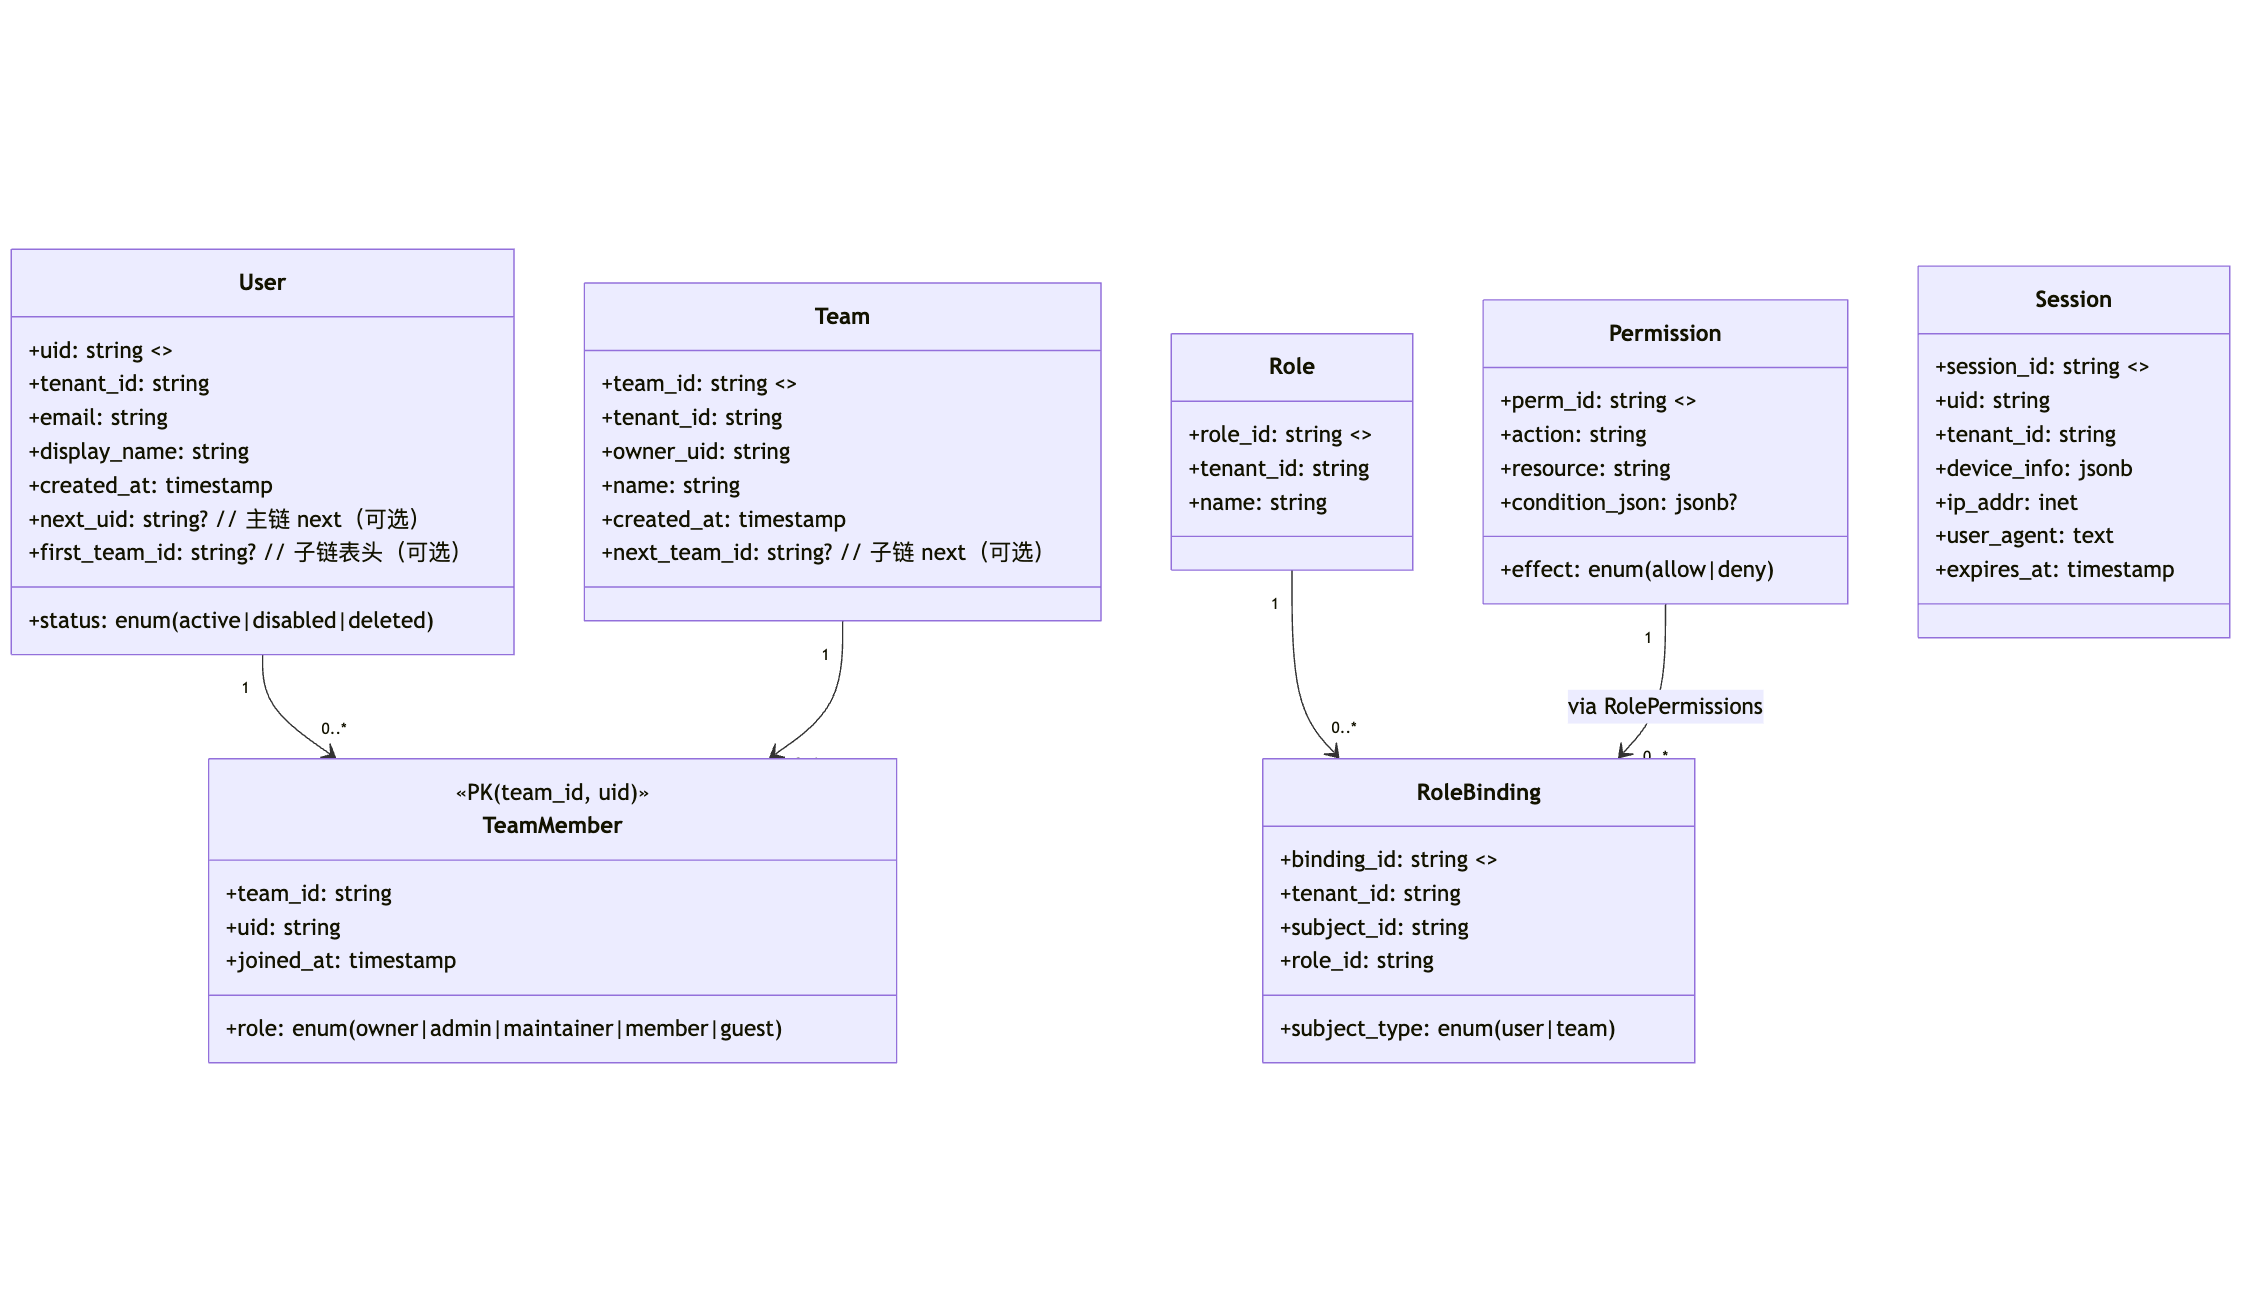 User
+uid: string <>
+tenant_id: string
+email: string
+display_name: string
+created_at: timestamp
+next_uid: string? // 主链 next（可选）
+first_team_id: string? // 子链表头（可选）
+status: enum(active|disabled|deleted)
Team
+team_id: string <>
+tenant_id: string
+owner_uid: string
+name: string
+created_at: timestamp
+next_team_id: string? // 子链 next（可选）
Role
+role_id: string <>
+tenant_id: string
+name: string
Permission
+perm_id: string <>
+action: string
+resource: string
+condition_json: jsonb?
+effect: enum(allow|deny)
Session
+session_id: string <>
+uid: string
+tenant_id: string
+device_info: jsonb
+ip_addr: inet
+user_agent: text
+expires_at: timestamp
1
0..*
1
1
0..*
1
via RolePermissions
0..*
«PK(team_id, uid)»
TeamMember
+team_id: string
+uid: string
+joined_at: timestamp
+role: enum(owner|admin|maintainer|member|guest)
RoleBinding
+binding_id: string <>
+tenant_id: string
+subject_id: string
+role_id: string
+subject_type: enum(user|team)